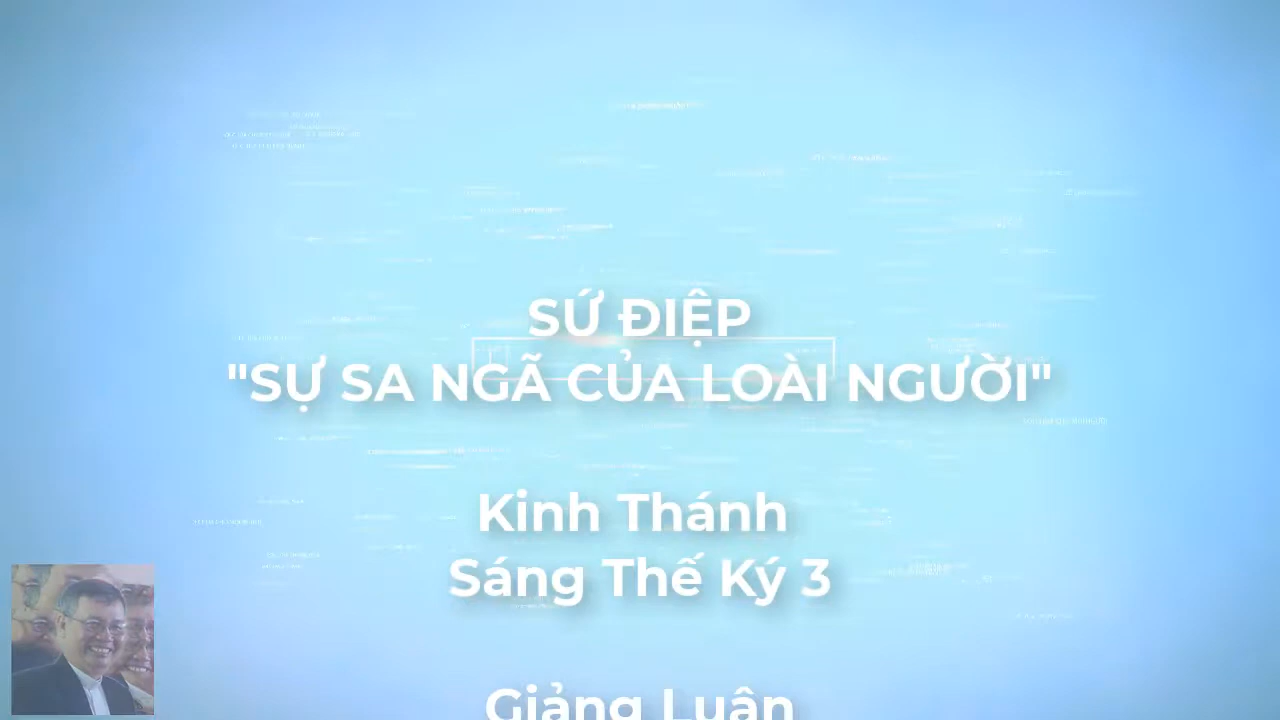 SỨ ĐIỆP
"SỰ SA NGÃ CỦA LOÀI NGƯỜI"
Kinh Thánh
Sáng Thế Ký 3
Giảng Luận